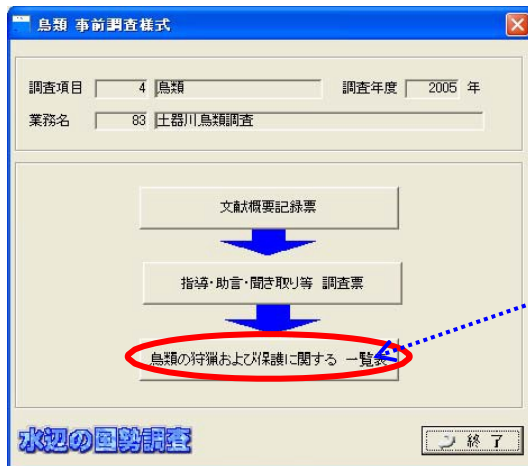 鳥類 事前調査様式
調査項目 4 鳥類 調査年度 2005 年
業務名 83 土器川鳥類調査
文献概要記録票
指導・助言・聞き取り等 調査票
鳥類の狩猟および保護に関する 一覧表
水辺の国勢調査 終 了